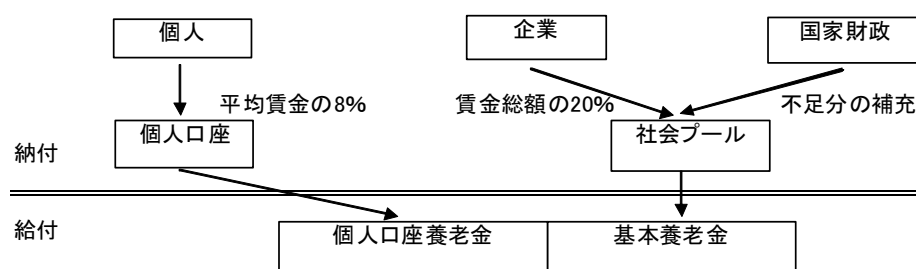 個人
企業
国家財政
平均賃金の8%
賃金総額の20%
不足分の補充
個人口座
社会プール
納付
給付
個人口座養老金
基本養老金